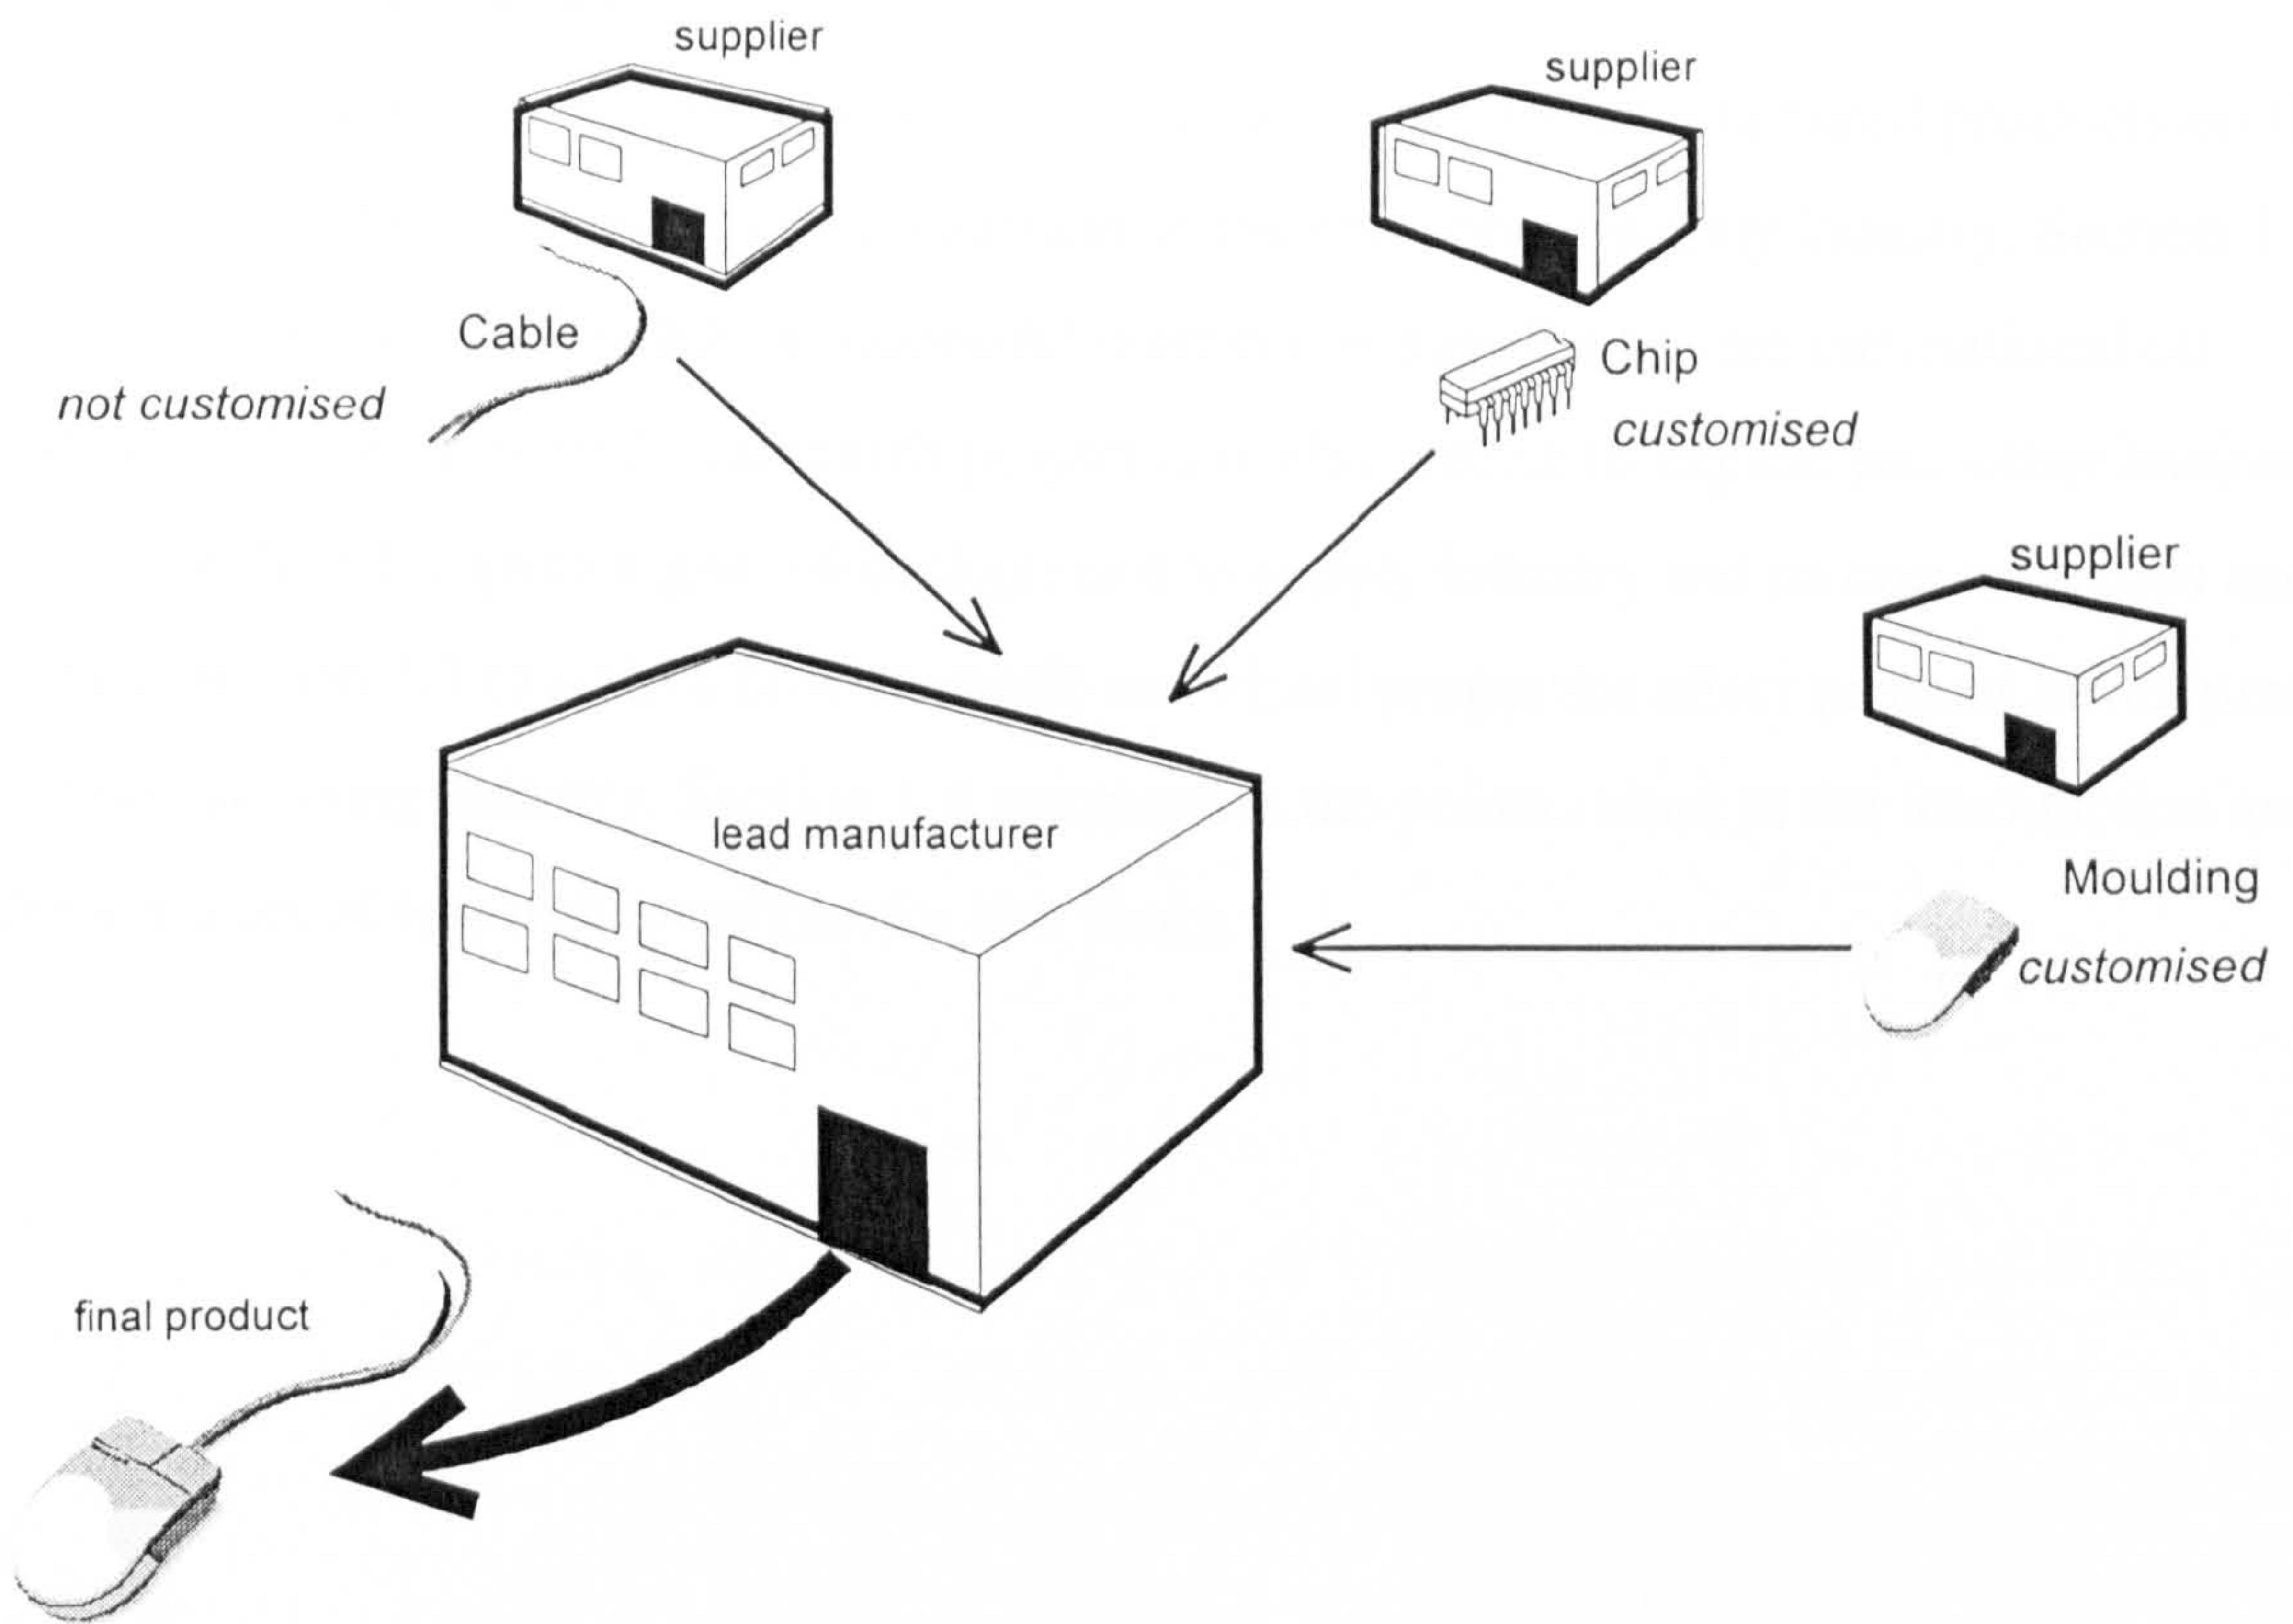 supplier
supplier
Cable
not customised
Chip
customised
supplier
lead manufacturer
Moulding
customised
final product